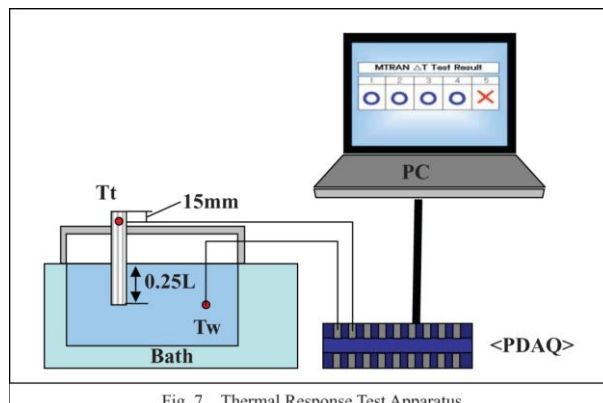 MTRAN △T Test Result
1 2 3 4 5
O O O O X
PC
Tt
15mm
0.25L
Tw
Bath
<PDAQ>
Fig. 7 Thermal Response Test Apparatus